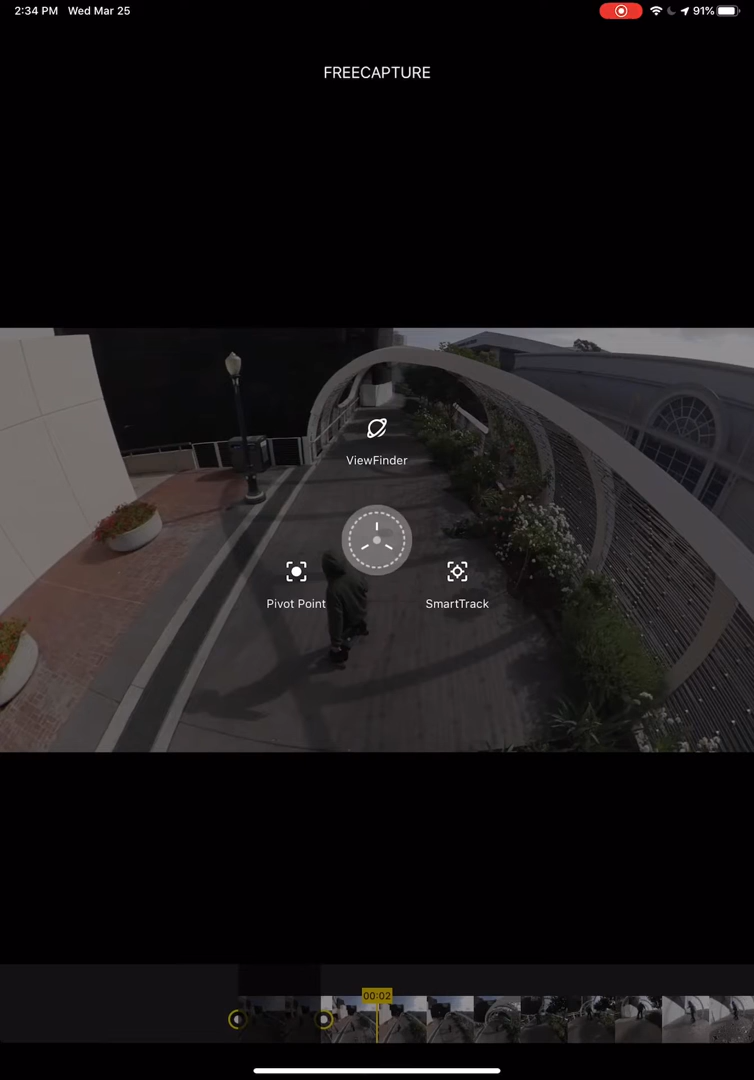 2:34 PM Wed Mar 25
91%
FREECAPTURE
ViewFinder
Pivot Point
SmartTrack
00:02